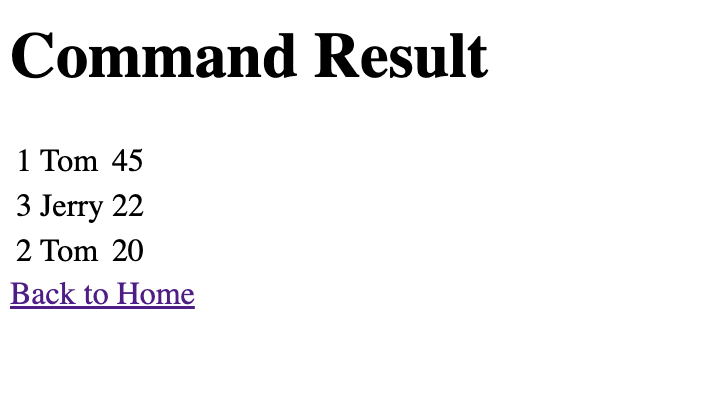 Command Result
1 Tom 45
3 Jerry 22
2 Tom 20
Back to Home